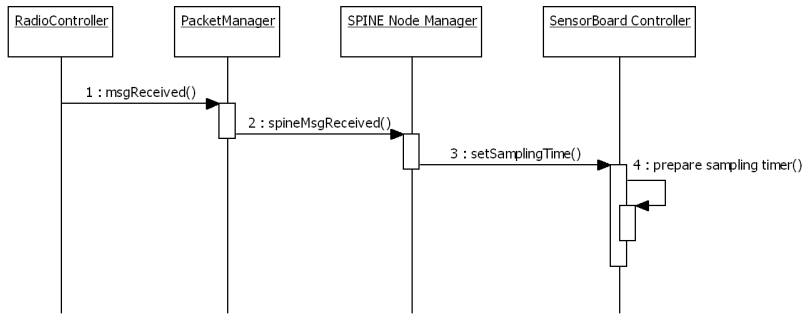 RadioController
PacketManager
SPINE Node Manager
SensorBoard Controller
1 : msgReceived()
2 : spineMsgReceived()
3 : setSamplingTime()
4 : prepare sampling timer()